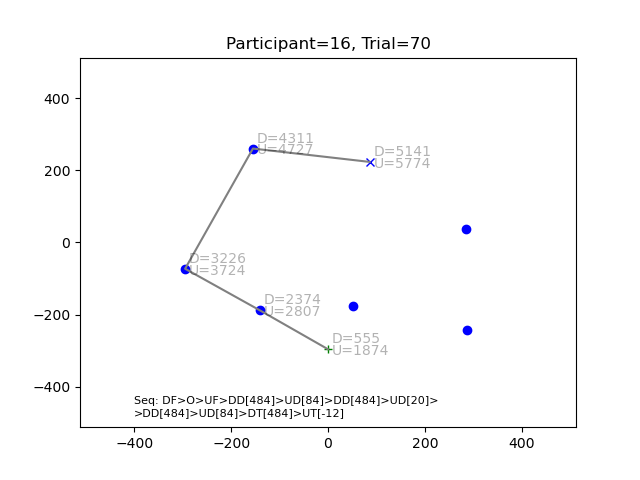 Participant=16, Trial=70
400
200
0
−200
−400
−400
−200
0
200
400
D=4311
U=4727
D=5141
U=5774
D=3226
U=3724
D=2374
U=2807
D=555
U=1874
Seq: DF>O>UF>DD[484]>UD[84]>DD[484]>UD[20]>
>DD[484]>UD[84]>DT[484]>UT[-12]